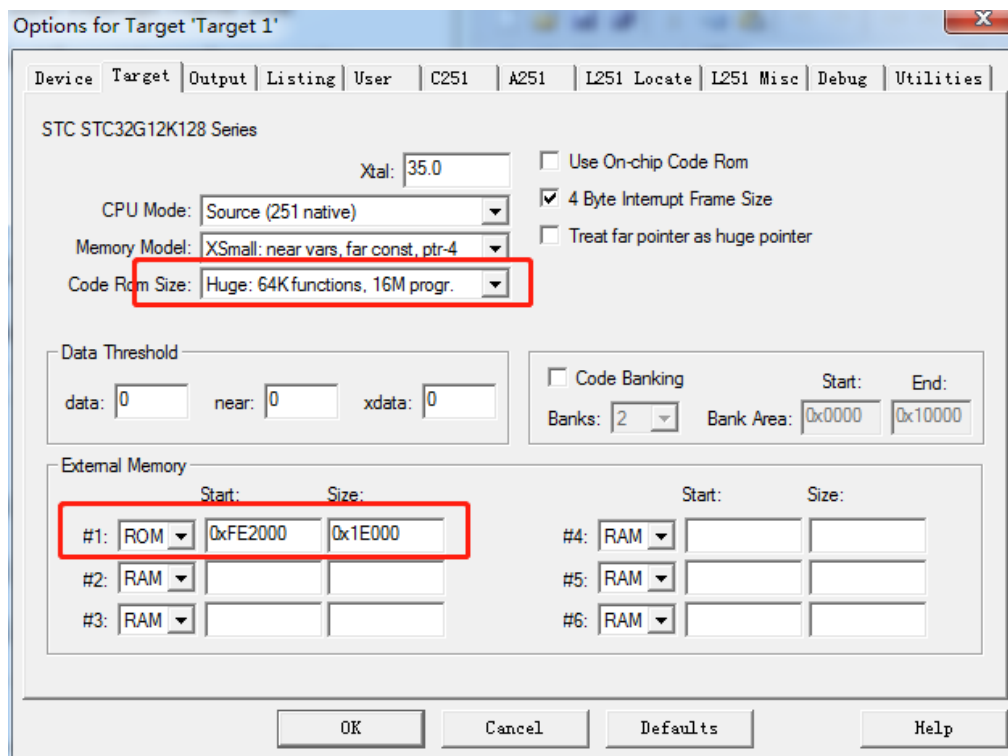 Options for Target 'Target 1'
Device Target Output Listing User C251 A251 L251 Locate L251 Misc Debug Utilities
STC STC32G12K128 Series
Xtal: 35.0 Use On-chip Code Rom
CPU Mode: Source (251 native) 4 Byte Interrupt Frame Size
Memory Model: XSmall: near vars, far const, ptr-4 Treat far pointer as huge pointer
Code Rom Size: Huge: 64K functions, 16M progr.
Data Threshold
data: 0 near: 0 xdata: 0
Code Banking Start: End:
Banks: 2 Bank Area: 0x0000 0x10000
External Memory
Start: Size: Start: Size:
#1: ROM 0xFE2000 0x1E000 #4: RAM
#2: RAM #5: RAM
#3: RAM #6: RAM
OK Cancel Defaults Help